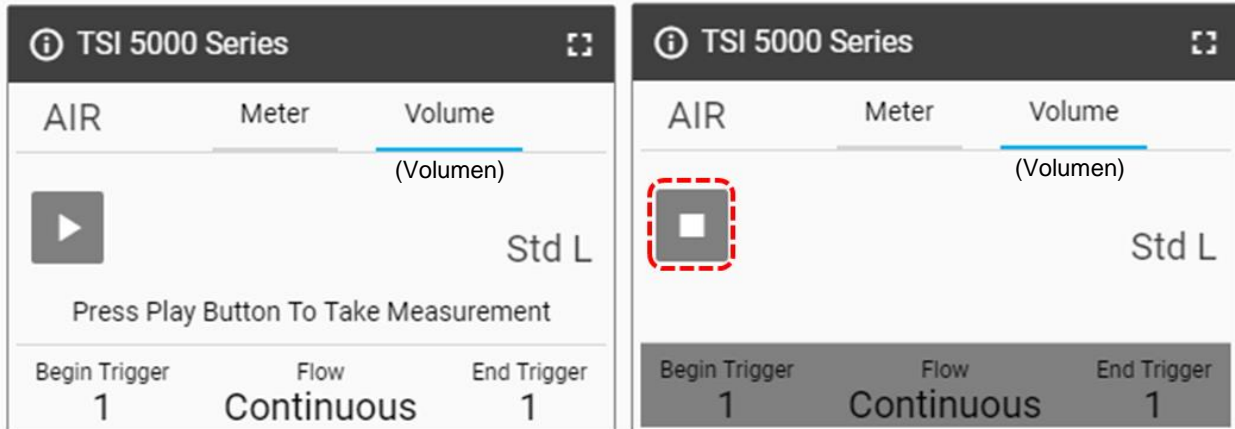 TSI 5000 Series
AIR Meter Volume
(Volumen)
Std L
Press Play Button To Take Measurement
Begin Trigger Flow End Trigger
1 Continuous 1
TSI 5000 Series
AIR Meter Volume
(Volumen)
Std L
Begin Trigger Flow End Trigger
1 Continuous 1